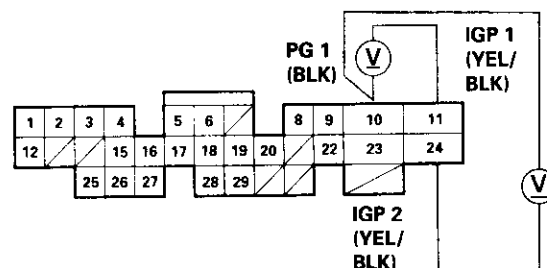 PG 1
(BLK)
V
IGP 1
(YEL/
BLK)
1 2 3 4 5 6 8 9 10 11
12 15 16 17 18 19 20 22 23 24
25 26 27 28 29
V
IGP 2
(YEL/
BLK)